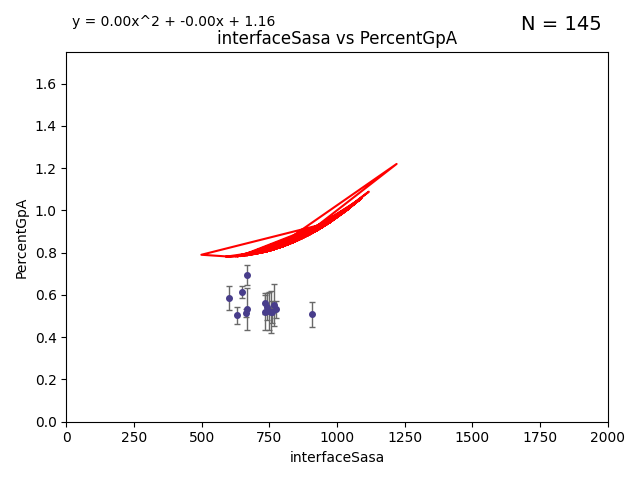 y = 0.00x^2 + -0.00x + 1.16
N = 145
interfaceSasa vs PercentGpA
PercentGpA
1.6
1.4
1.2
1.0
0.8
0.6
0.4
0.2
0.0
0 250 500 750 1000 1250 1500 1750 2000
interfaceSasa